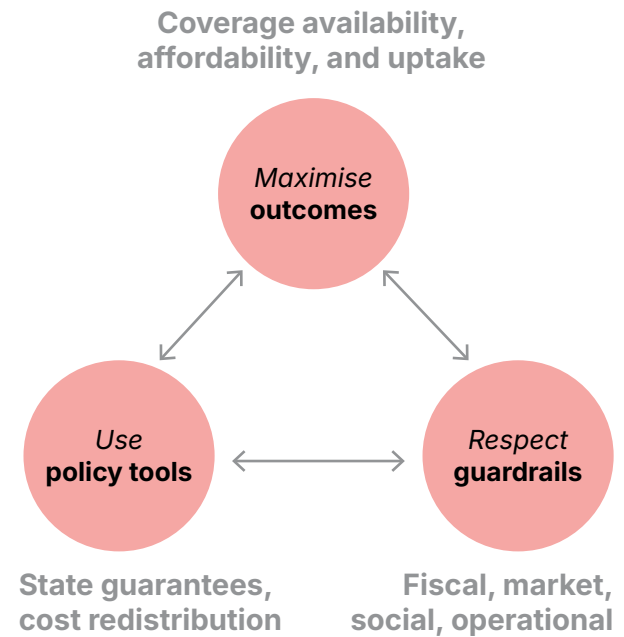 Coverage availability,
affordability, and uptake
Maximise
outcomes
Use
policy tools
Respect
guardrails
State guarantees,
cost redistribution
Fiscal, market,
social, operational